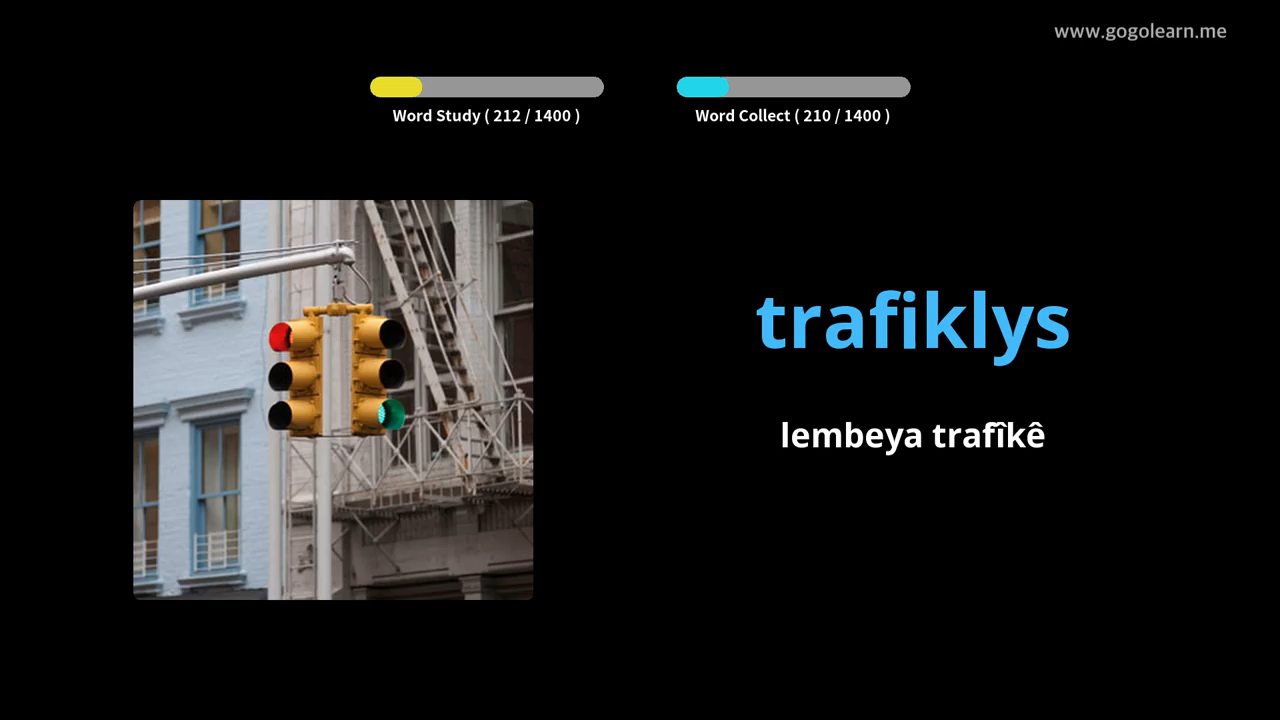 www.gogolearn.me
Word Study ( 212 / 1400 )
Word Collect ( 210 / 1400 )
trafiklys
lembeya trafîkê